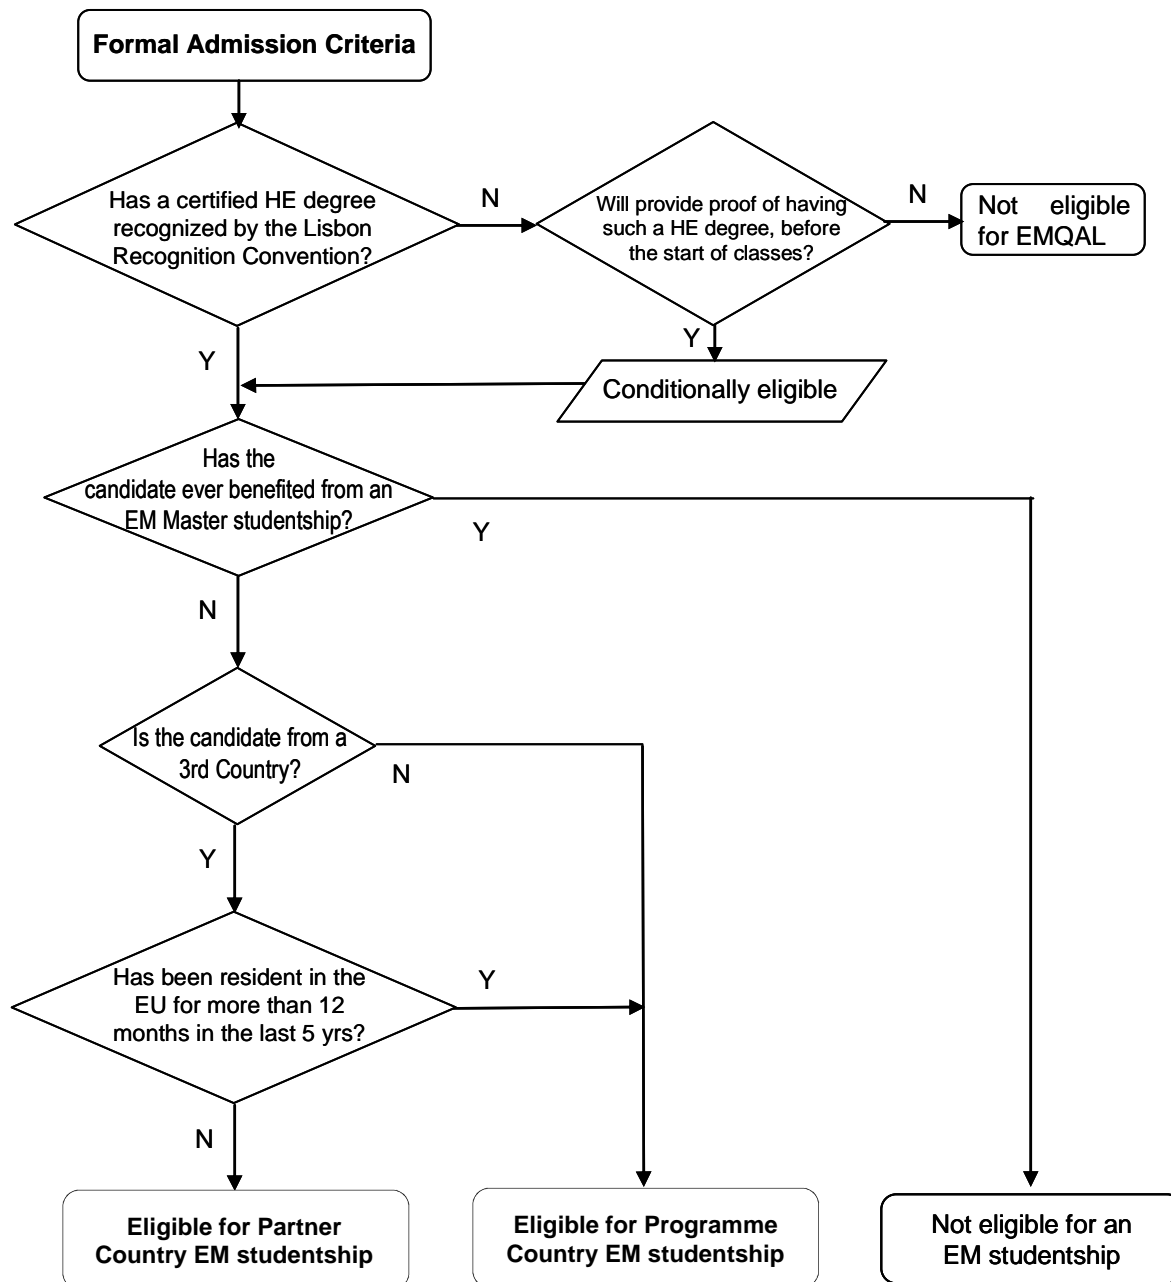 Formal Admission Criteria
Has a certified HE degree
recognized by the Lisbon
Recognition Convention?
N
Will provide proof of having
such a HE degree, before
the start of classes?
N
Not eligible
for EMQAL
Y
Y
Conditionally eligible
Has the
candidate ever benefited from an
EM Master studentship?
Y
N
Is the candidate from a
3rd Country?
N
Y
Has been resident in the
EU for more than 12
months in the last 5 yrs?
Y
N
Eligible for Partner
Country EM studentship
Eligible for Programme
Country EM studentship
Not eligible for an
EM studentship